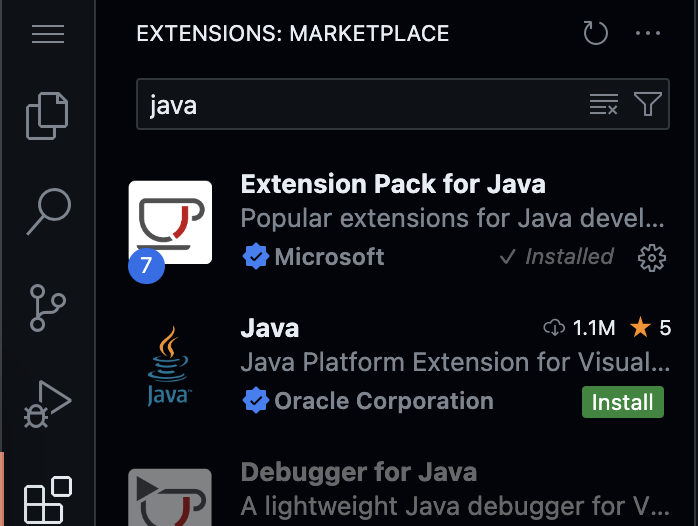 EXTENSIONS: MARKETPLACE
java
Extension Pack for Java
Popular extensions for Java devel...
7
Microsoft
Installed
Java
1.1M
5
Java Platform Extension for Visual...
Java
Oracle Corporation
Install
Debugger for Java
A lightweight Java debugger for V...